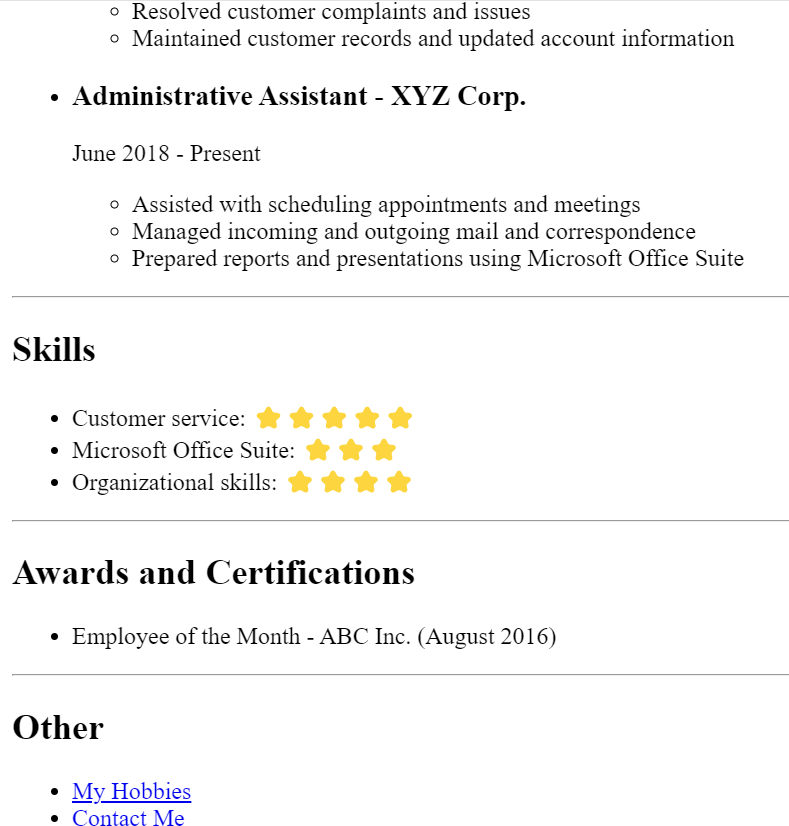 Resolved customer complaints and issues
Maintained customer records and updated account information
Administrative Assistant - XYZ Corp.
June 2018 - Present
Assisted with scheduling appointments and meetings
Managed incoming and outgoing mail and correspondence
Prepared reports and presentations using Microsoft Office Suite
Skills
Customer service: ⭐⭐⭐⭐⭐
Microsoft Office Suite: ⭐⭐⭐
Organizational skills: ⭐⭐⭐⭐
Awards and Certifications
Employee of the Month - ABC Inc. (August 2016)
Other
My Hobbies
Contact Me